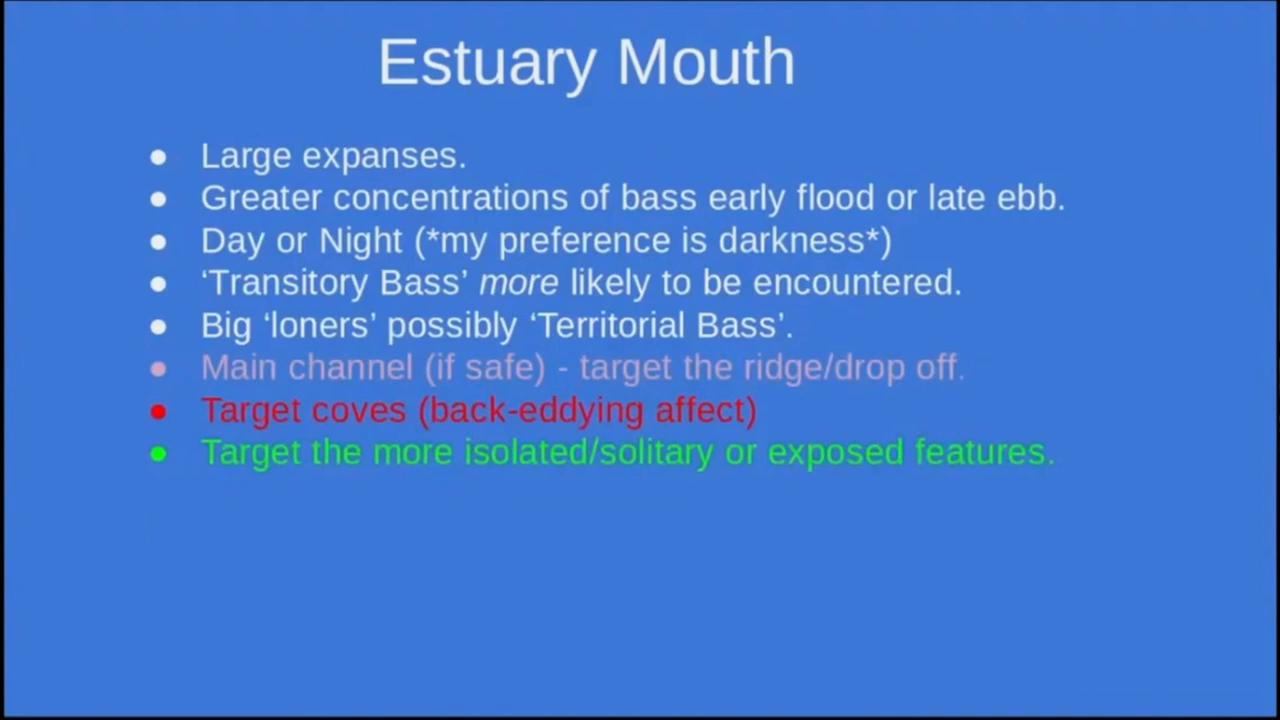 Estuary Mouth
● Large expanses.
● Greater concentrations of bass early flood or late ebb.
● Day or Night (*my preference is darkness*)
● ‘Transitory Bass’ more likely to be encountered.
● Big ‘loners’ possibly ‘Territorial Bass’.
● Main channel (if safe) - target the ridge/drop off.
● Target coves (back-eddying affect)
● Target the more isolated/solitary or exposed features.